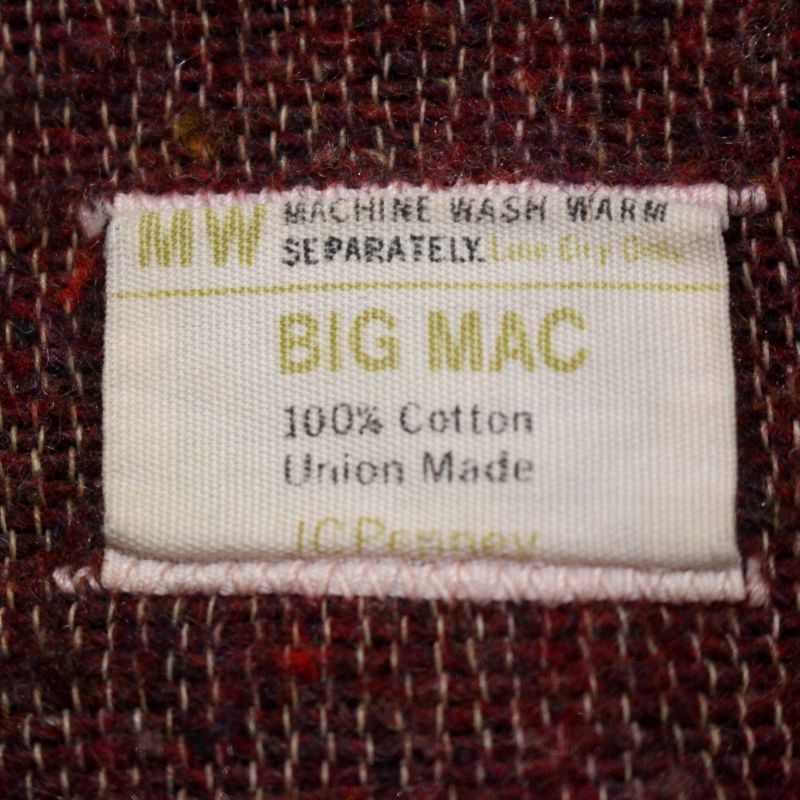 MW MACHINE WASH WARM
SEPARATELY. Line Dry Only
BIG MAC
100% Cotton
Union Made
JCPenney